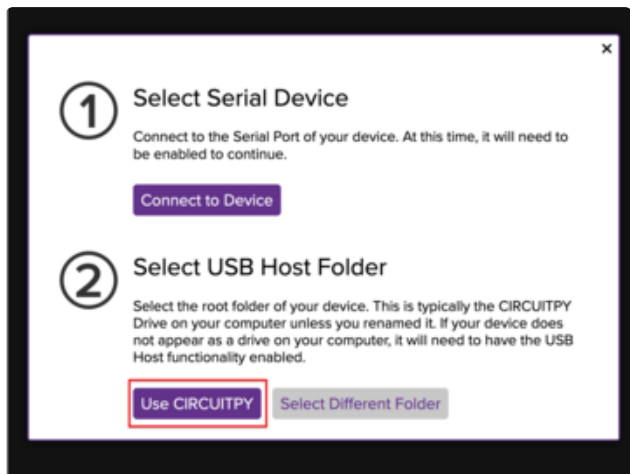 ×
1
Select Serial Device
Connect to the Serial Port of your device. At this time, it will need to
be enabled to continue.
Connect to Device
2
Select USB Host Folder
Select the root folder of your device. This is typically the CIRCUITPY
Drive on your computer unless you renamed it. If your device does
not appear as a drive on your computer, it will need to have the USB
Host functionality enabled.
Use CIRCUITPY Select Different Folder